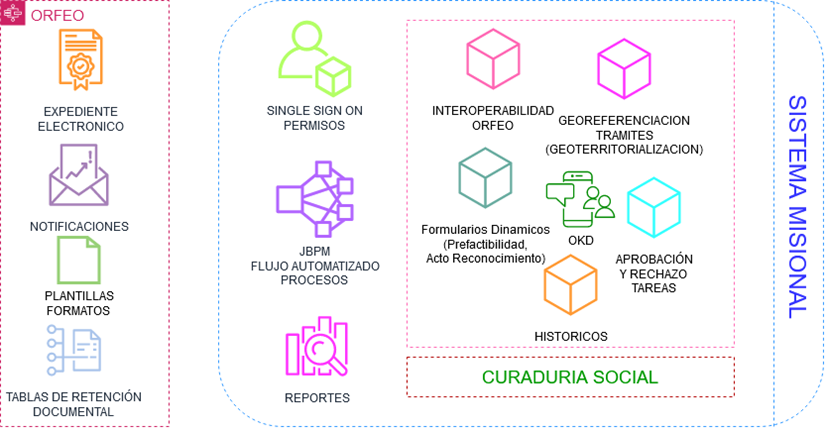 ORFEO
EXPEDIENTE
ELECTRONICO
NOTIFICACIONES
PLANTILLAS
FORMATOS
TABLAS DE RETENCIÓN
DOCUMENTAL
SINGLE SIGN ON
PERMISOS
JBPM
FLUJO AUTOMATIZADO
PROCESOS
REPORTES
INTEROPERABILIDAD
ORFEO
GEOREFERENCIACION
TRAMITES
(GEOTERRITORIALIZACION)
Formularios Dinamicos
(Prefactibilidad,
Acto Reconocimiento)
OKD
APROBACIÓN
Y RECHAZO
TAREAS
HISTORICOS
CURADURIA SOCIAL
SISTEMA MISIONAL